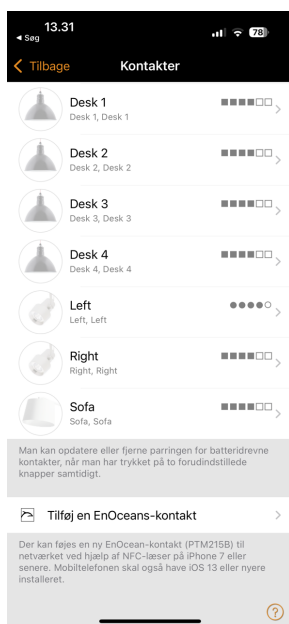 13.31
◀ Søg
78
Tilbage
Kontakter
Desk 1
Desk 1, Desk 1
Desk 2
Desk 2, Desk 2
Desk 3
Desk 3, Desk 3
Desk 4
Desk 4, Desk 4
Left
Left, Left
Right
Right, Right
Sofa
Sofa, Sofa
Man kan opdatere eller fjerne parringen for batteridrevne
kontakter, når man har trykket på to forudindstillede
knapper samtidigt.
Tilføj en EnOceans-kontakt
Der kan føjes en ny EnOcean-kontakt (PTM215B) til
netværket ved hjælp af NFC-læser på iPhone 7 eller
senere. Mobiltelefonen skal også have iOS 13 eller nyere
installeret.
?